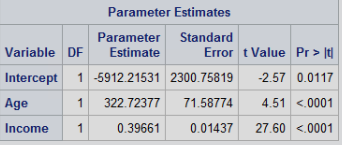 Parameter Estimates
Variable DF Parameter Estimate Standard Error t Value Pr > |t|
Intercept 1 -5912.21531 2300.75819 -2.57 0.0117
Age 1 322.72377 71.58774 4.51 <.0001
Income 1 0.39661 0.01437 27.60 <.0001